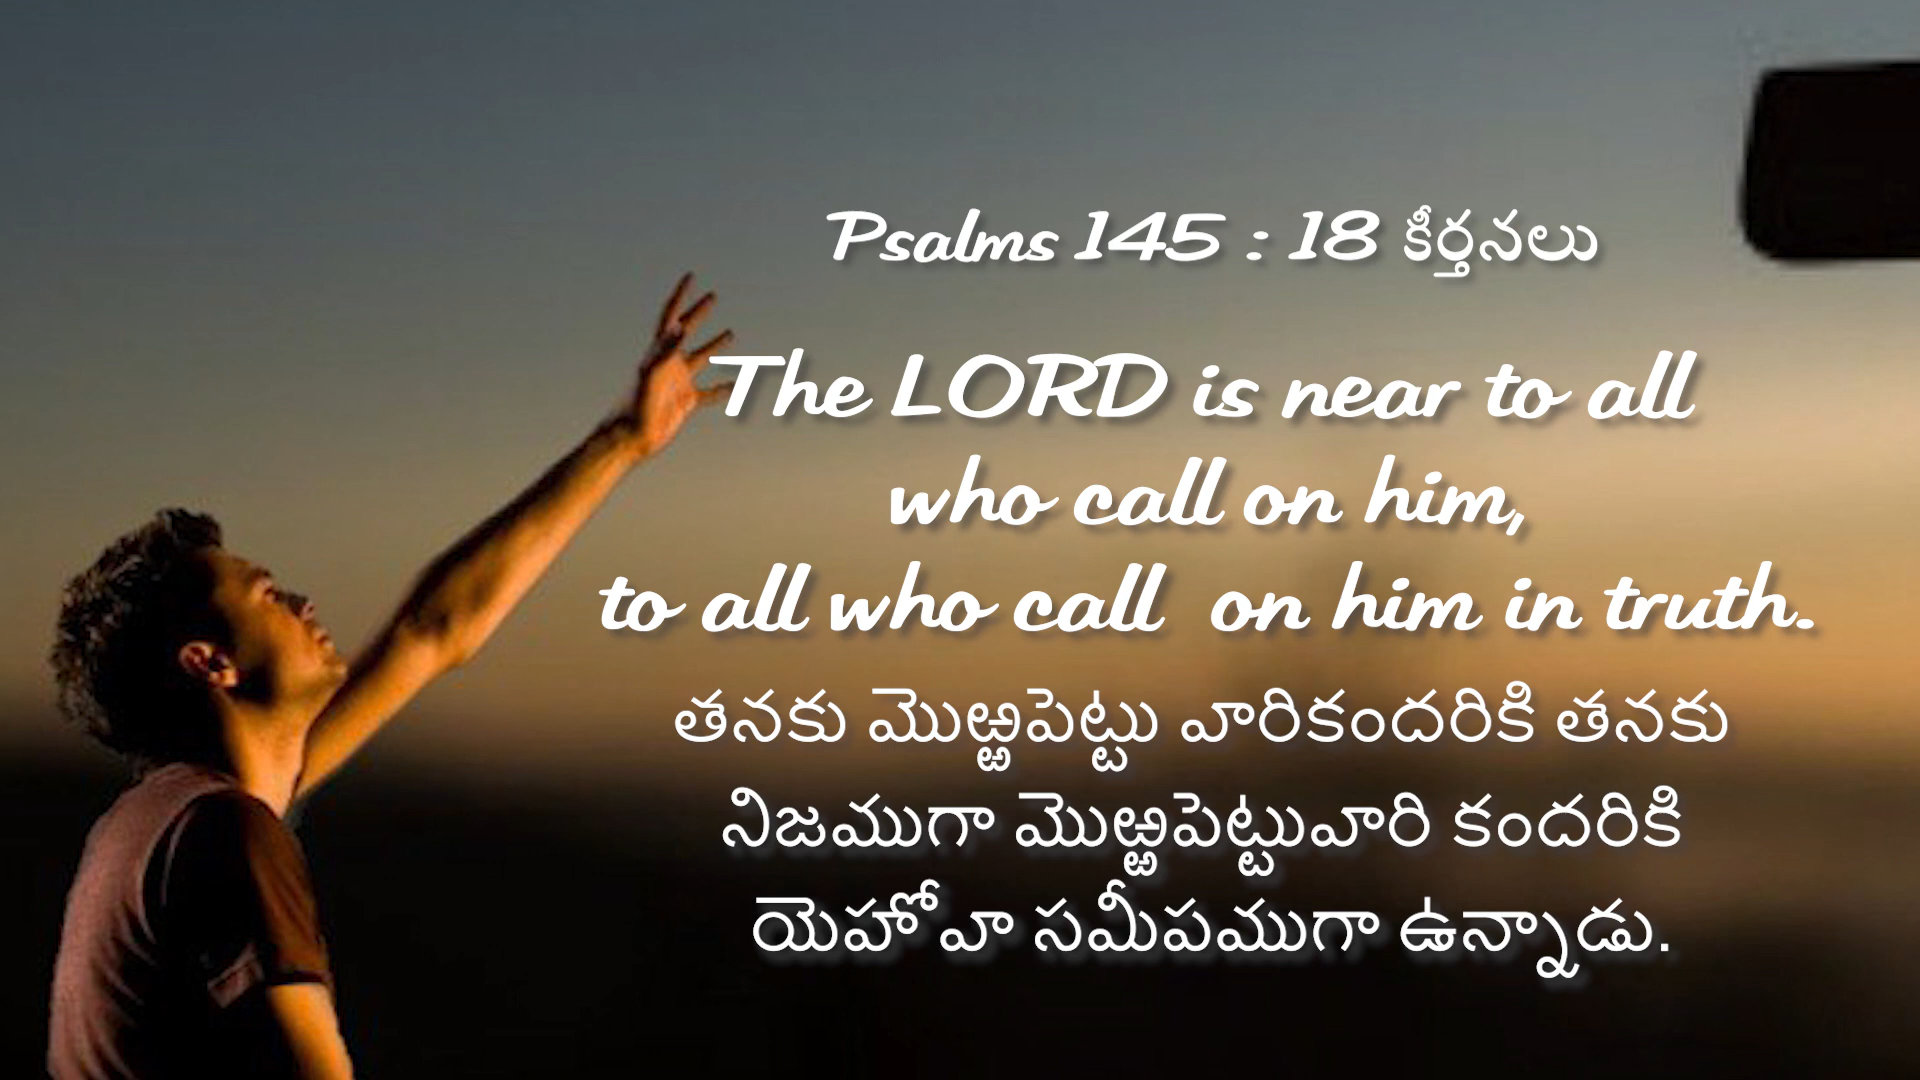 Psalms 145 : 18 కీర్తనలు
The LORD is near to all
who call on him,
to all who call on him in truth.
తనకు మొఱ్ఱపెట్టు వారికందరికి తనకు
నిజముగా మొఱ్ఱపెట్టువారి కందరికి
యెహోవా సమీపముగా ఉన్నాడు.